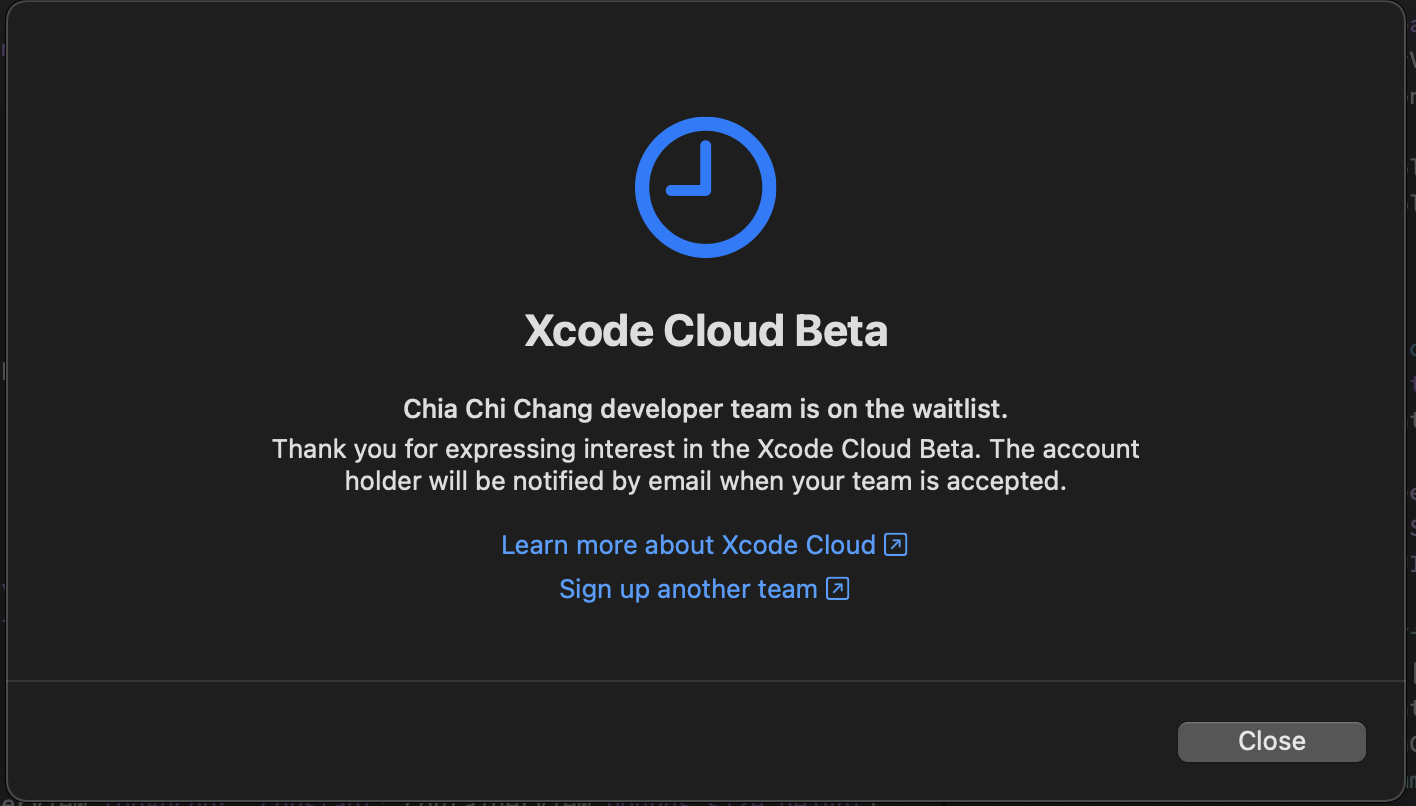 Xcode Cloud Beta
Chia Chi Chang developer team is on the waitlist.
Thank you for expressing interest in the Xcode Cloud Beta. The account
holder will be notified by email when your team is accepted.
Learn more about Xcode Cloud
Sign up another team
Close